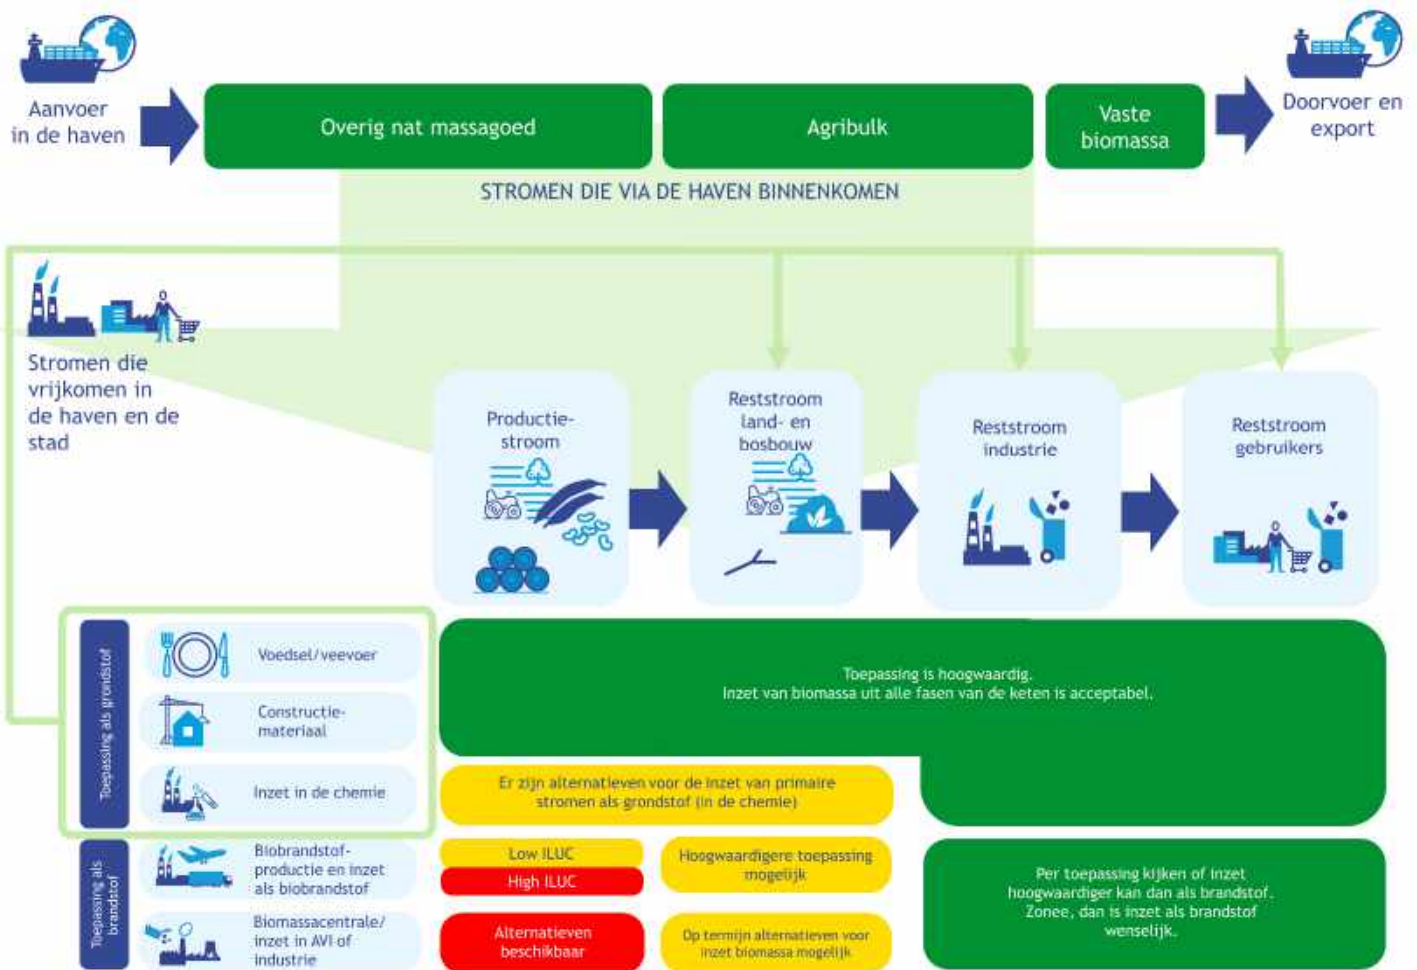 Aanvoer
in de haven
Overig nat massagoed
Agribulk
Vaste
biomassa
Doorvoer en
export
STROMEN DIE VIA DE HAVEN BINNENKOMEN
Stromen die
vrijkomen in
de haven en de
stad
Productie-
stroom
Reststroom
land- en
bosbouw
Reststroom
industrie
Reststroom
gebruikers
Toepassing als grondstof
Voedsel/veevoer
Constructie-
materiaal
Inzet in de chemie
Toepassing is hoogwaardig.
Inzet van biomassa uit alle fasen van de keten is acceptabel.
Er zijn alternatieven voor de inzet van primaire
stromen als grondstof (in de chemie)
Toepassing als
brandstof
Biobrandstof-
productie en inzet
als biobrandstof
Low ILUC
High ILUC
Hoogwaardigere toepassing
mogelijk
Per toepassing kijken of inzet
hoogwaardiger kan dan als brandstof.
Zonee, dan is inzet als brandstof
wenselijk.
Biomassacentrale/
inzet in AVI of
industrie
Alternatieven
beschikbaar
Op termijn alternatieven voor
inzet biomassa mogelijk